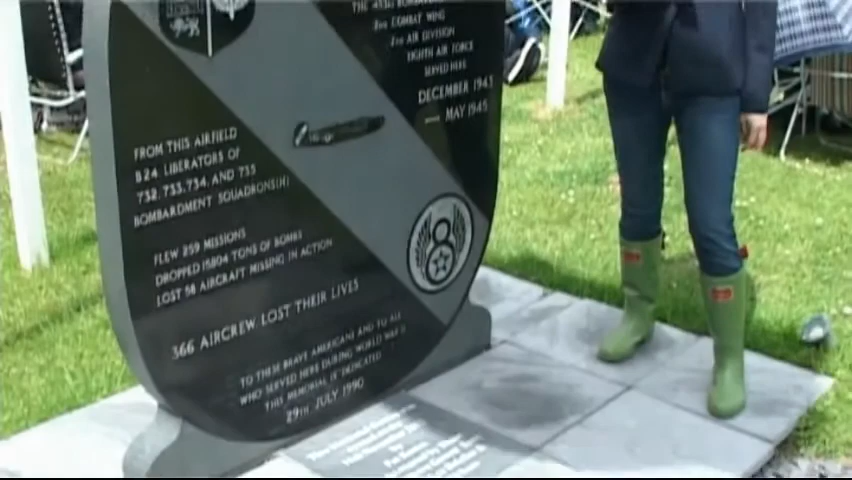 THE 453RD BOMBARDMENT
2ND COMBAT WING
2ND AIR DIVISION
EIGHTH AIR FORCE
SERVED HERE
DECEMBER 1943
— MAY 1945
FROM THIS AIRFIELD
B24 LIBERATORS OF
732, 733, 734, AND 735
BOMBARDMENT SQUADRONS(H)
FLEW 259 MISSIONS
DROPPED 15804 TONS OF BOMBS
LOST 58 AIRCRAFT MISSING IN ACTION
366 AIRCREW LOST THEIR LIVES
TO THESE BRAVE AMERICANS AND TO ALL
WHO SERVED HERE DURING WORLD WAR II
THIS MEMORIAL IS DEDICATED
29TH JULY 1990
8